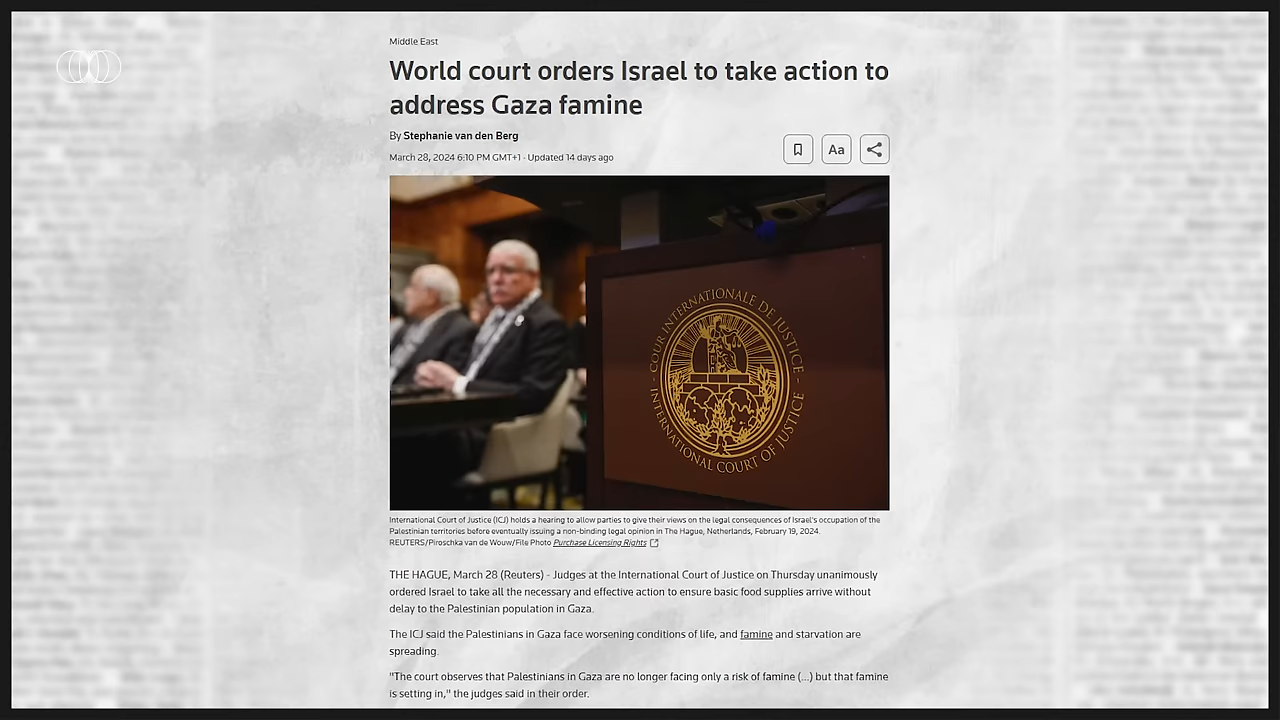 Middle East
World court orders Israel to take action to
address Gaza famine
By Stephanie van den Berg
March 28, 2024 6:10 PM GMT+1 · Updated 14 days ago
Aa
COUR INTERNATIONALE DE JUSTICE
INTERNATIONAL COURT OF JUSTICE
International Court of Justice (ICJ) holds a hearing to allow parties to give their views on the legal consequences of Israel's occupation of the
Palestinian territories before eventually issuing a non-binding legal opinion in The Hague, Netherlands, February 19, 2024.
REUTERS/Piroschka van de Wouw/File Photo Purchase Licensing Rights
THE HAGUE, March 28 (Reuters) - Judges at the International Court of Justice on Thursday unanimously
ordered Israel to take all the necessary and effective action to ensure basic food supplies arrive without
delay to the Palestinian population in Gaza.
The ICJ said the Palestinians in Gaza face worsening conditions of life, and famine and starvation are
spreading.
"The court observes that Palestinians in Gaza are no longer facing only a risk of famine (...) but that famine
is setting in," the judges said in their order.